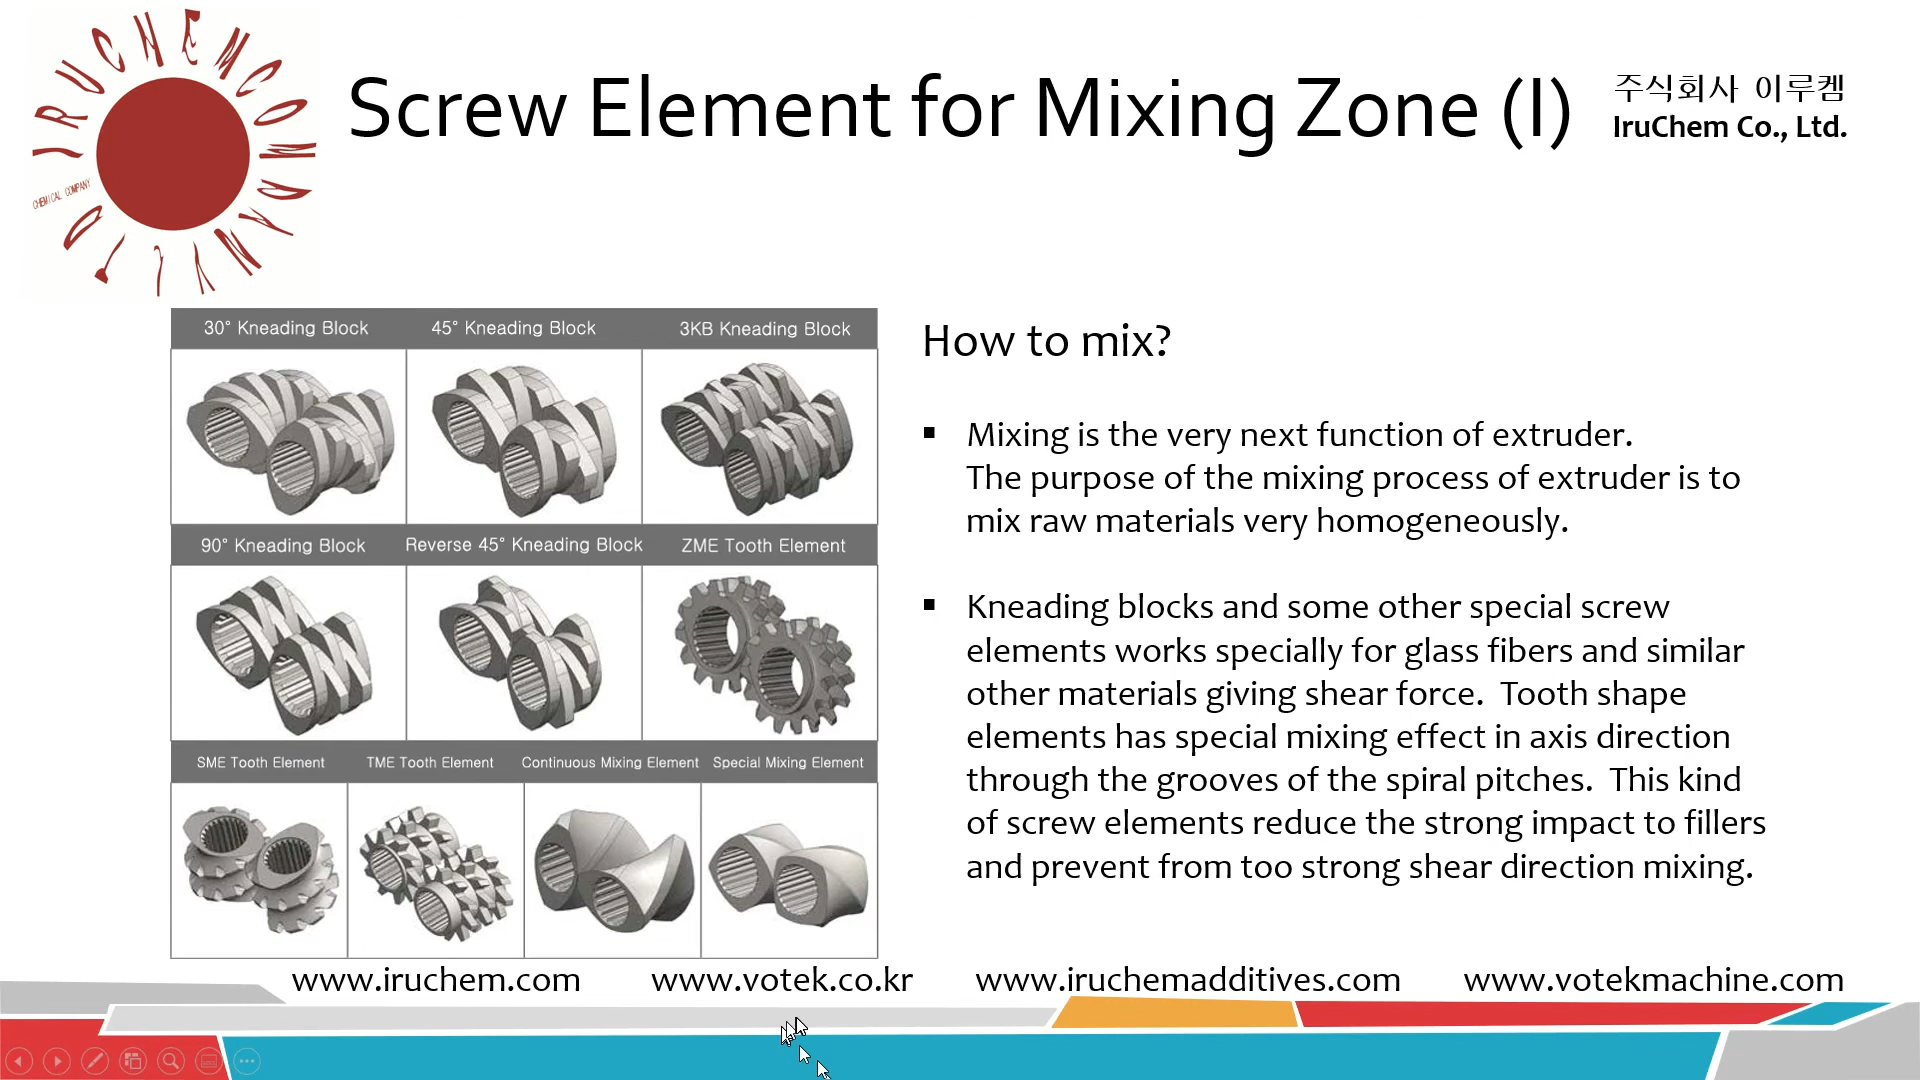 IRUCHEM COMPANY LTD
CHEMICAL COMPANY
Screw Element for Mixing Zone (I)
주식회사 이루켐
IruChem Co., Ltd.
30° Kneading Block 45° Kneading Block 3KB Kneading Block
90° Kneading Block Reverse 45° Kneading Block ZME Tooth Element
SME Tooth Element TME Tooth Element Continuous Mixing Element Special Mixing Element
How to mix?
▪ Mixing is the very next function of extruder.
The purpose of the mixing process of extruder is to
mix raw materials very homogeneously.
▪ Kneading blocks and some other special screw
elements works specially for glass fibers and similar
other materials giving shear force. Tooth shape
elements has special mixing effect in axis direction
through the grooves of the spiral pitches. This kind
of screw elements reduce the strong impact to fillers
and prevent from too strong shear direction mixing.
www.iruchem.com www.votek.co.kr www.iruchemadditives.com www.votekmachine.com